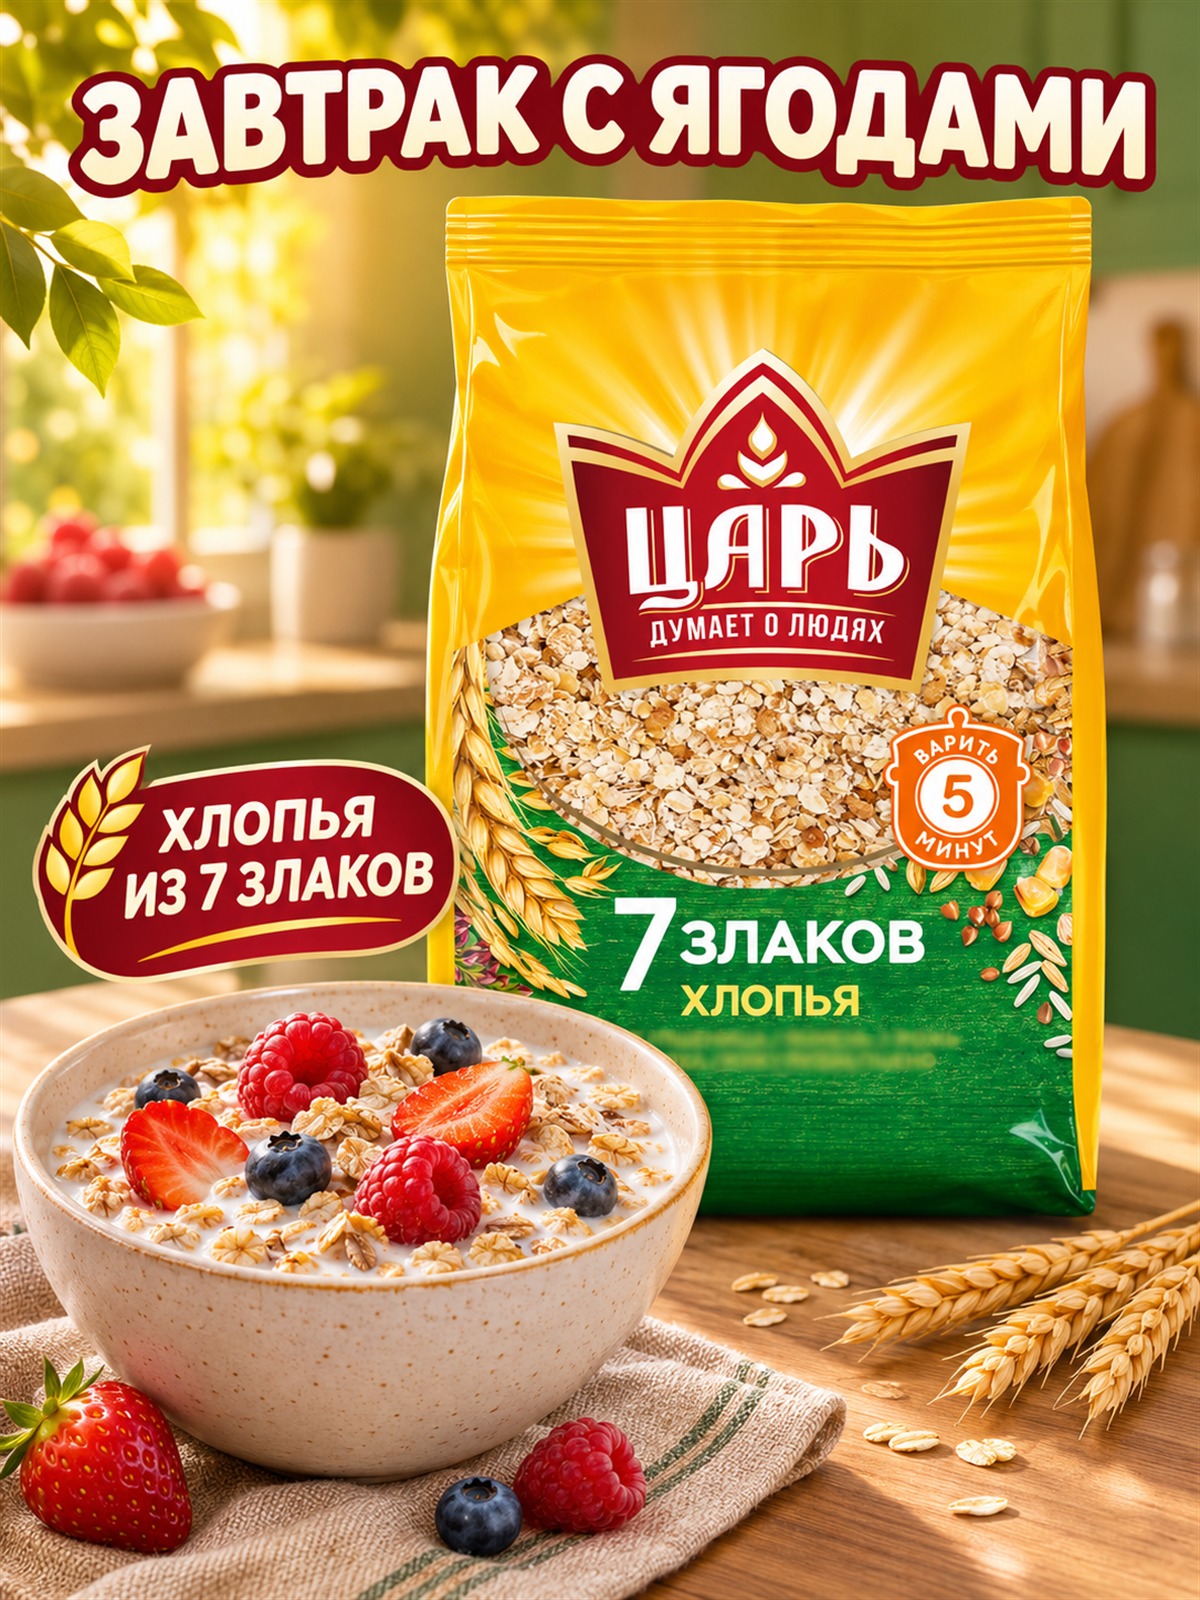 ЗАВТРАК С ЯГОДАМИ
ЦАРЬ
ДУМАЕТ О ЛЮДЯХ
ВАРИТЬ
5
МИНУТ
ХЛОПЬЯ
ИЗ 7 ЗЛАКОВ
7 ЗЛАКОВ
ХЛОПЬЯ